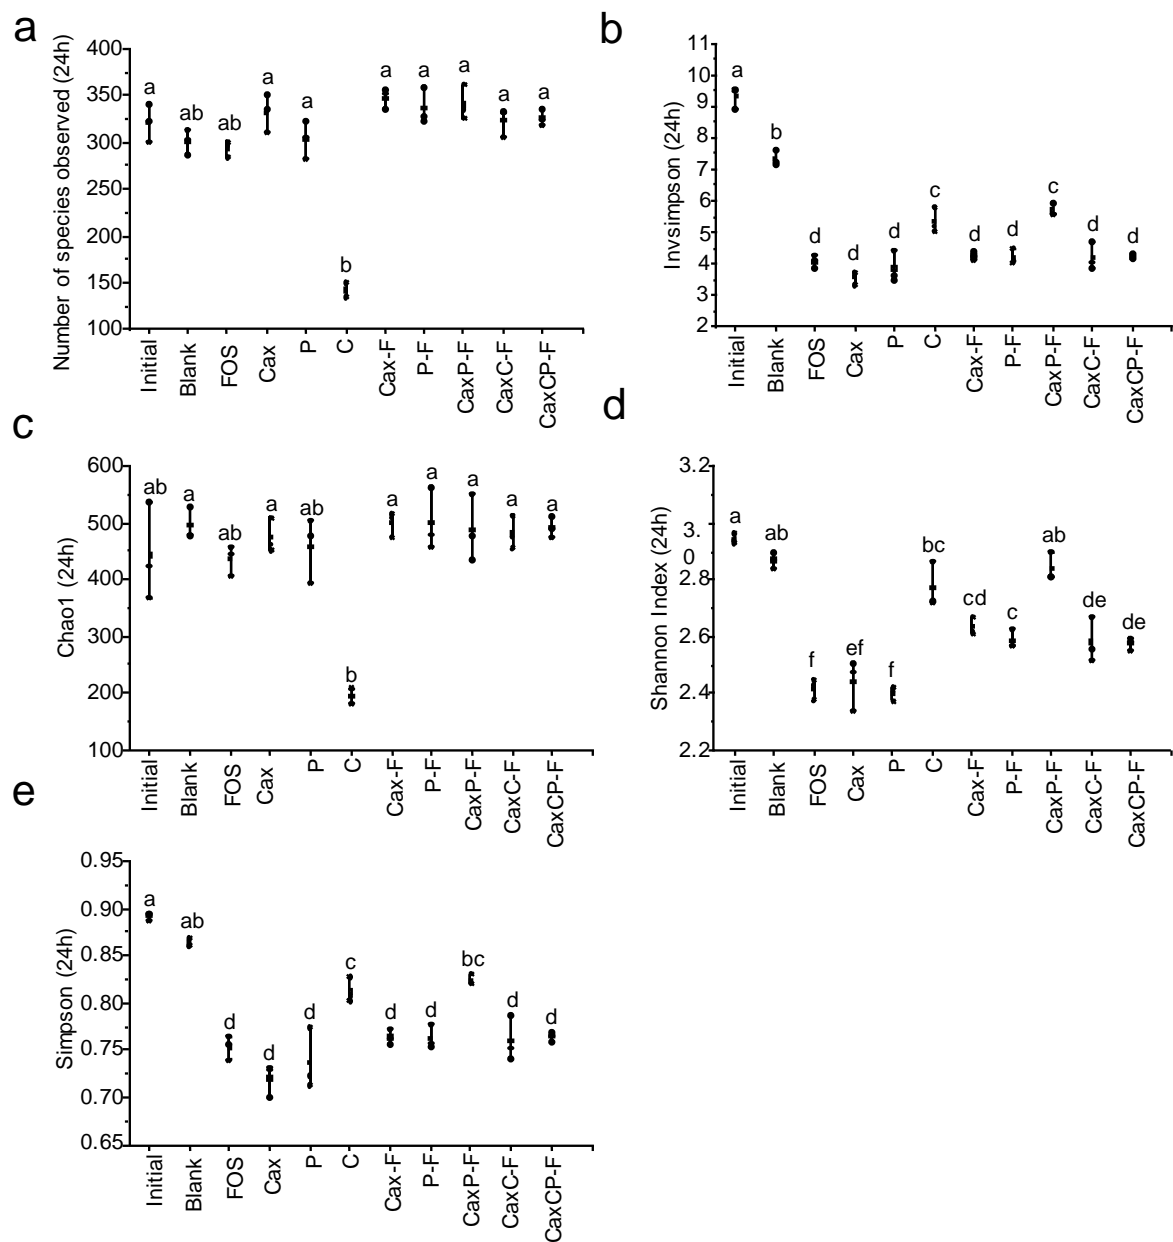 a
Number of species observed (24h)
400
350
300
250
200
150
100
a
ab
ab
a
a
b
a
a
a
a
a
Initial
Blank
FOS
Cax
P
C
Cax-F
P-F
CaxP-F
CaxC-F
CaxCP-F
b
Invsimpson (24h)
11
10
9
8
7
6
5
4
3
2
a
b
d
d
d
c
d
d
c
d
d
Initial
Blank
FOS
Cax
P
C
Cax-F
P-F
CaxP-F
CaxC-F
CaxCP-F
c
Chao1 (24h)
600
500
400
300
200
100
ab
a
ab
a
ab
b
a
a
a
a
a
Initial
Blank
FOS
Cax
P
C
Cax-F
P-F
CaxP-F
CaxC-F
CaxCP-F
d
Shannon Index (24h)
3.2
3.
0
2.8
2.6
2.4
2.2
a
ab
f
ef
f
bc
cd
c
ab
de
de
Initial
Blank
FOS
Cax
P
C
Cax-F
P-F
CaxP-F
CaxC-F
CaxCP-F
e
Simpson (24h)
0.95
0.90
0.85
0.80
0.75
0.70
0.65
a
ab
d
d
d
c
d
d
bc
d
d
Initial
Blank
FOS
Cax
P
C
Cax-F
P-F
CaxP-F
CaxC-F
CaxCP-F